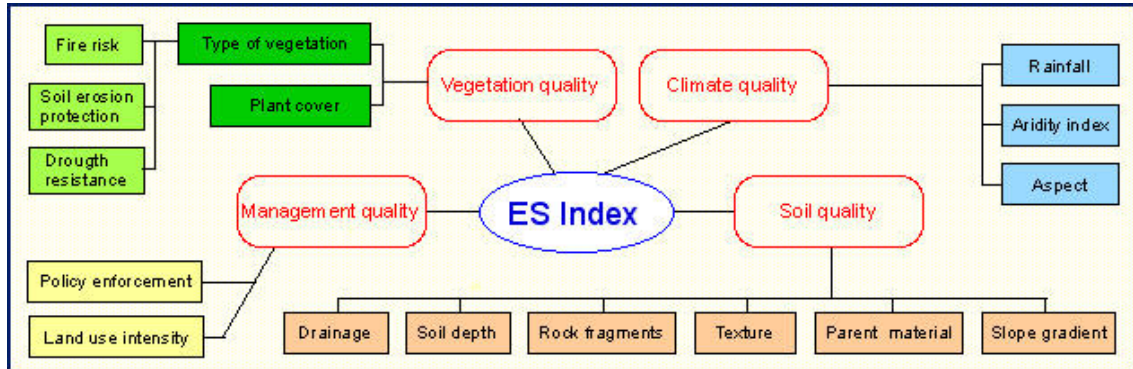 Fire risk
Type of vegetation
Soil erosion
protection
Plant cover
Drougth
resistance
Vegetation quality
Climate quality
Rainfall
Aridity index
Aspect
Management quality
ES Index
Soil quality
Policy enforcement
Land use intensity
Drainage
Soil depth
Rock fragments
Texture
Parent material
Slope gradient